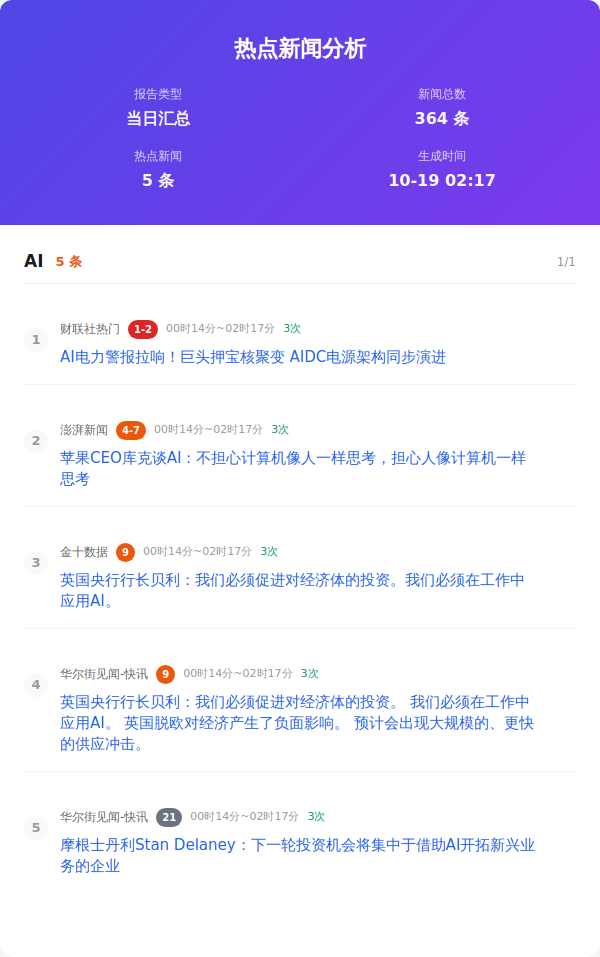 热点新闻分析
报告类型
新闻总数
当日汇总
364 条
热点新闻
生成时间
5 条
10-19 02:17
AI 5 条 1/1
1
财联社热门 1-2 00时14分~02时17分 3次
AI电力警报拉响！巨头押宝核聚变 AIDC电源架构同步演进
2
澎湃新闻 4-7 00时14分~02时17分 3次
苹果CEO库克谈AI：不担心计算机像人一样思考，担心人像计算机一样
思考
3
金十数据 9 00时14分~02时17分 3次
英国央行行长贝利：我们必须促进对经济体的投资。我们必须在工作中
应用AI。
4
华尔街见闻-快讯 9 00时14分~02时17分 3次
英国央行行长贝利：我们必须促进对经济体的投资。 我们必须在工作中
应用AI。 英国脱欧对经济产生了负面影响。 预计会出现大规模的、更快
的供应冲击。
5
华尔街见闻-快讯 21 00时14分~02时17分 3次
摩根士丹利Stan Delaney：下一轮投资机会将集中于借助AI开拓新兴业
务的企业